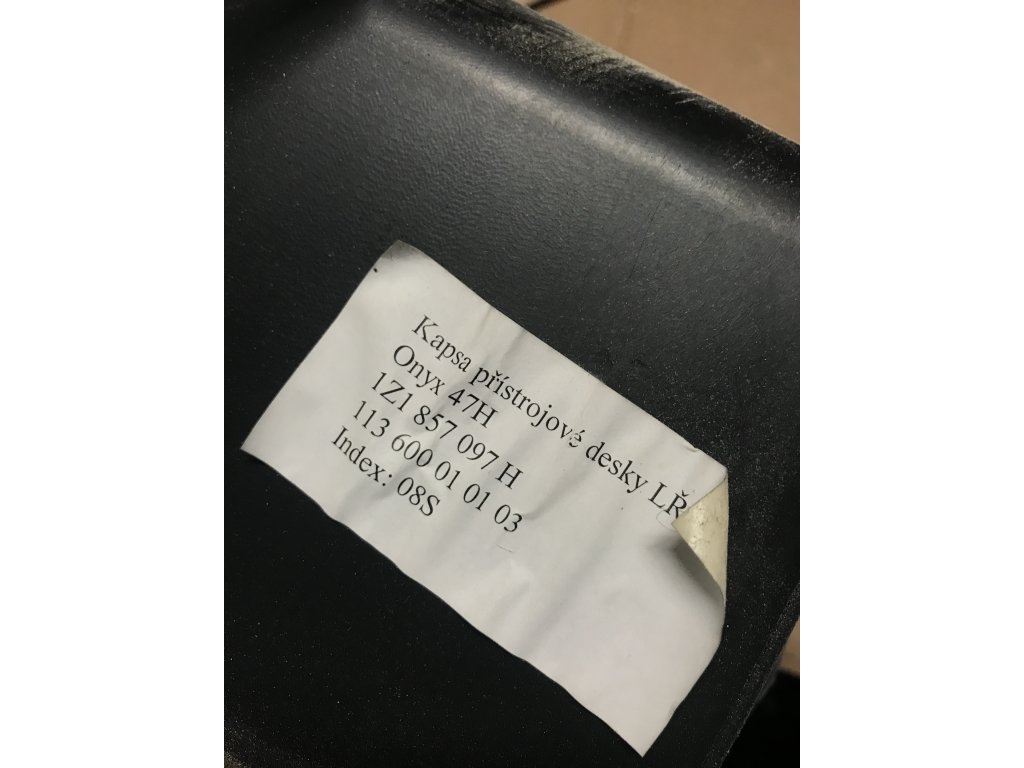 Kapsa přístrojové desky LŘ
Onyx 47H
1Z1 857 097 H
113 600 01 01 03
Index: 08S